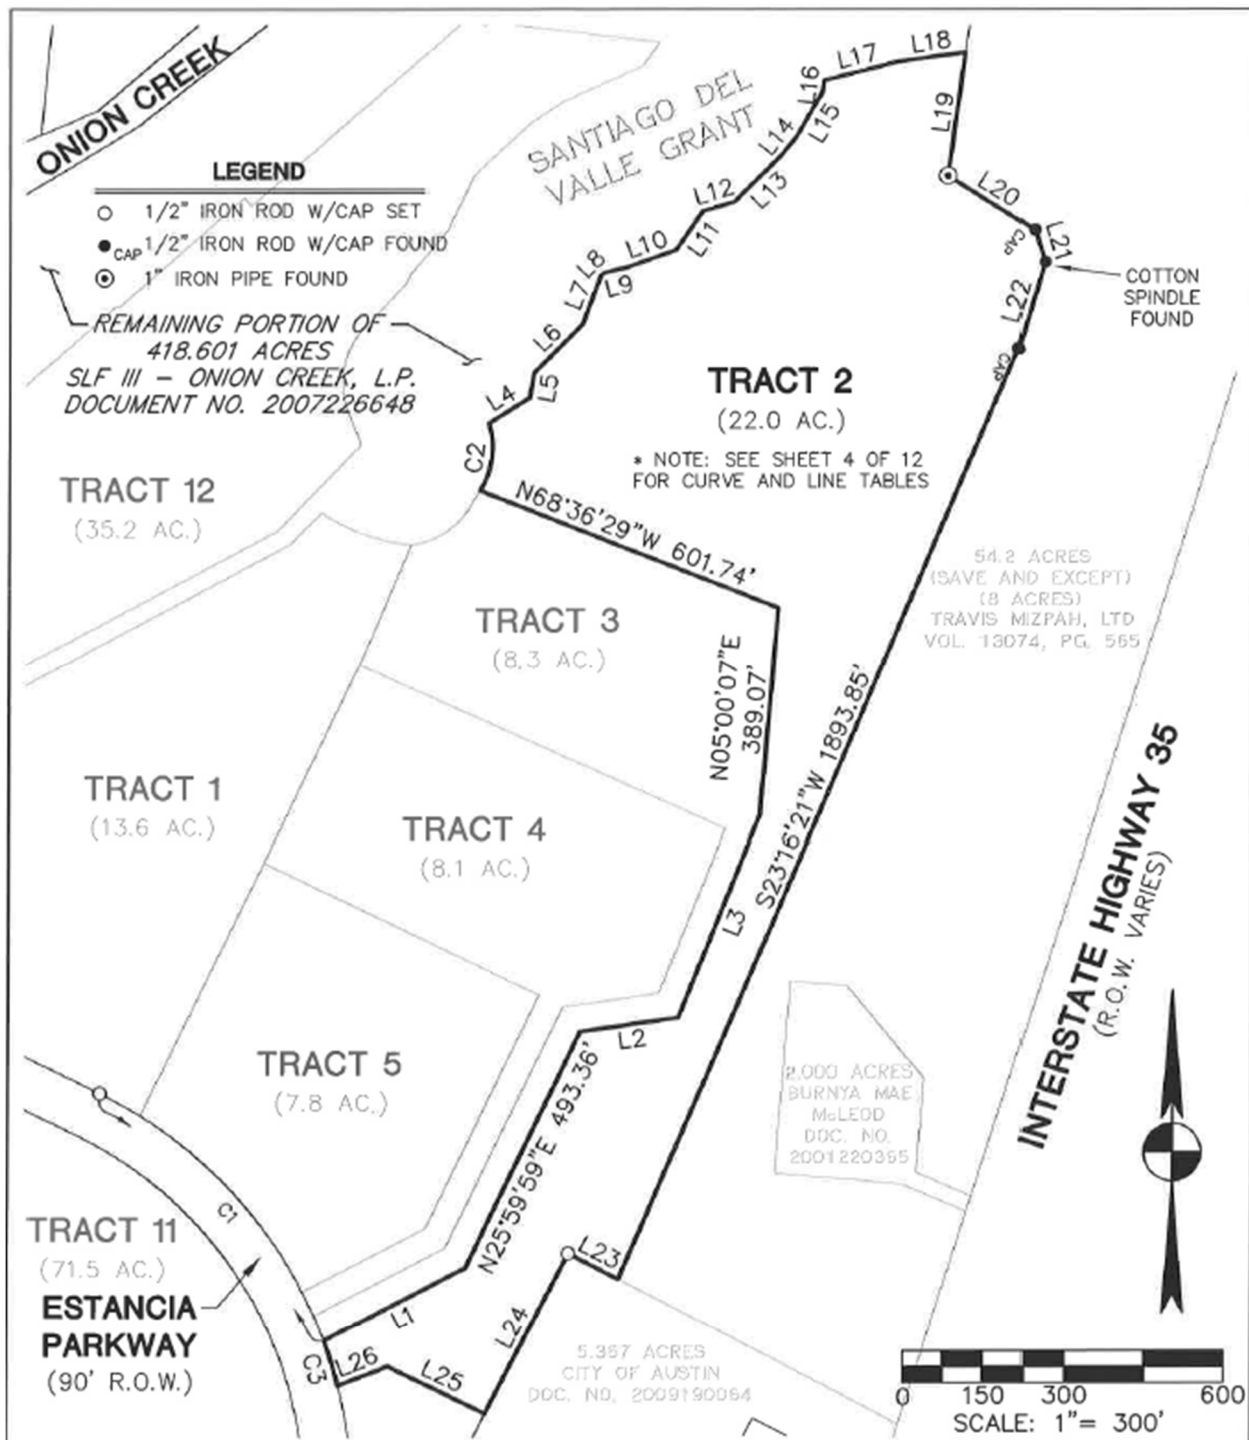 ONION CREEK
LEGEND
1/2" IRON ROD W/CAP SET
CAP 1/2" IRON ROD W/CAP FOUND
1" IRON PIPE FOUND
REMAINING PORTION OF
418.601 ACRES
SLF III – ONION CREEK, L.P.
DOCUMENT NO. 2007226648
SANTIAGO DEL
VALLE GRANT
L4
L5
L6
L7
L8
L9
L10
L11
L12
L13
L14
L15
L16
L17
L18
L19
L20
CAP
L21
L22
CAP
COTTON
SPINDLE
FOUND
C2
TRACT 2
(22.0 AC.)
* NOTE: SEE SHEET 4 OF 12
FOR CURVE AND LINE TABLES
TRACT 12
(35.2 AC.)
N68°36'29"W 601.74'
54.2 ACRES
(SAVE AND EXCEPT)
(8 ACRES)
TRAVIS MIZPAH, LTD
VOL. 13074, PG. 565
TRACT 3
(8.3 AC.)
N05°00'07"E
389.07'
S23°16'21"W 1893.85'
TRACT 1
(13.6 AC.)
TRACT 4
(8.1 AC.)
L3
INTERSTATE HIGHWAY 35
(R.O.W. VARIES)
TRACT 5
(7.8 AC.)
L2
N25°59'59"E 493.36'
2.000 ACRES
BURNYA MAE
McLEOD
DOC. NO.
2001220395
C1
TRACT 11
(71.5 AC.)
ESTANCIA
PARKWAY
(90' R.O.W.)
L1
L23
L24
C3
L26
L25
5.367 ACRES
CITY OF AUSTIN
DOC. NO. 2009190064
0 150 300 600
SCALE: 1"= 300'